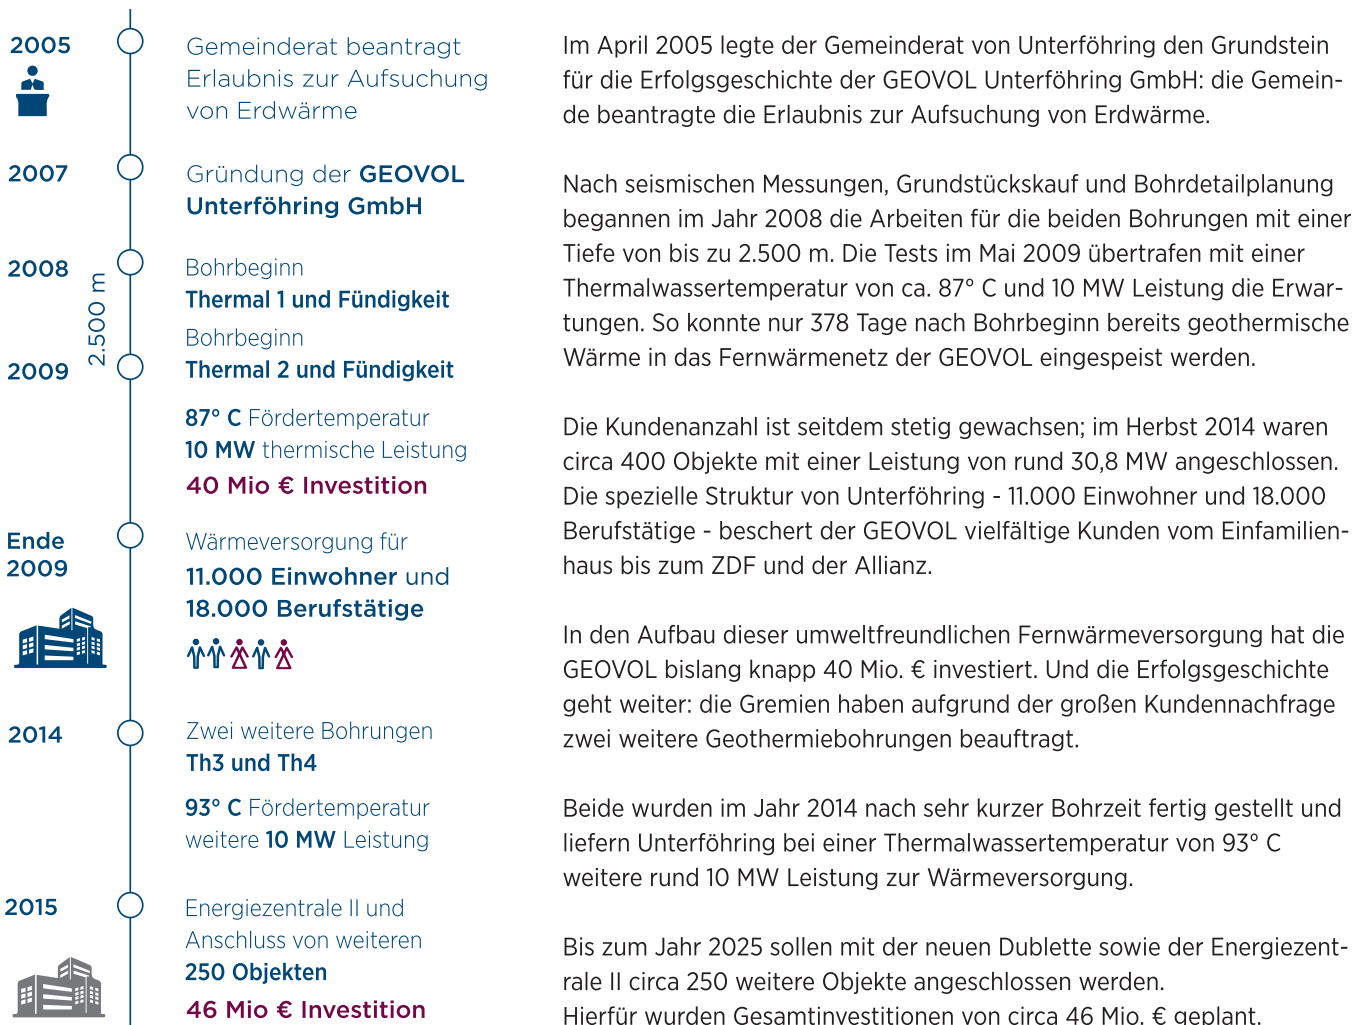 2005
Gemeinderat beantragt
Erlaubnis zur Aufsuchung
von Erdwärme
2007
Gründung der GEOVOL
Unterföhring GmbH
2008
2.500 m
Bohrbeginn
Thermal 1 und Fündigkeit
Bohrbeginn
2009
Thermal 2 und Fündigkeit
87° C Fördertemperatur
10 MW thermische Leistung
40 Mio € Investition
Ende
2009
Wärmeversorgung für
11.000 Einwohner und
18.000 Berufstätige
2014
Zwei weitere Bohrungen
Th3 und Th4
93° C Fördertemperatur
weitere 10 MW Leistung
2015
Energiezentrale II und
Anschluss von weiteren
250 Objekten
46 Mio € Investition
Im April 2005 legte der Gemeinderat von Unterföhring den Grundstein
für die Erfolgsgeschichte der GEOVOL Unterföhring GmbH: die Gemein-
de beantragte die Erlaubnis zur Aufsuchung von Erdwärme.
Nach seismischen Messungen, Grundstückskauf und Bohrdetailplanung
begannen im Jahr 2008 die Arbeiten für die beiden Bohrungen mit einer
Tiefe von bis zu 2.500 m. Die Tests im Mai 2009 übertrafen mit einer
Thermalwassertemperatur von ca. 87° C und 10 MW Leistung die Erwar-
tungen. So konnte nur 378 Tage nach Bohrbeginn bereits geothermische
Wärme in das Fernwärmenetz der GEOVOL eingespeist werden.
Die Kundenanzahl ist seitdem stetig gewachsen; im Herbst 2014 waren
circa 400 Objekte mit einer Leistung von rund 30,8 MW angeschlossen.
Die spezielle Struktur von Unterföhring - 11.000 Einwohner und 18.000
Berufstätige - beschert der GEOVOL vielfältige Kunden vom Einfamilien-
haus bis zum ZDF und der Allianz.
In den Aufbau dieser umweltfreundlichen Fernwärmeversorgung hat die
GEOVOL bislang knapp 40 Mio. € investiert. Und die Erfolgsgeschichte
geht weiter: die Gremien haben aufgrund der großen Kundennachfrage
zwei weitere Geothermiebohrungen beauftragt.
Beide wurden im Jahr 2014 nach sehr kurzer Bohrzeit fertig gestellt und
liefern Unterföhring bei einer Thermalwassertemperatur von 93° C
weitere rund 10 MW Leistung zur Wärmeversorgung.
Bis zum Jahr 2025 sollen mit der neuen Dublette sowie der Energiezent-
rale II circa 250 weitere Objekte angeschlossen werden.
Hierfür wurden Gesamtinvestitionen von circa 46 Mio. € geplant.